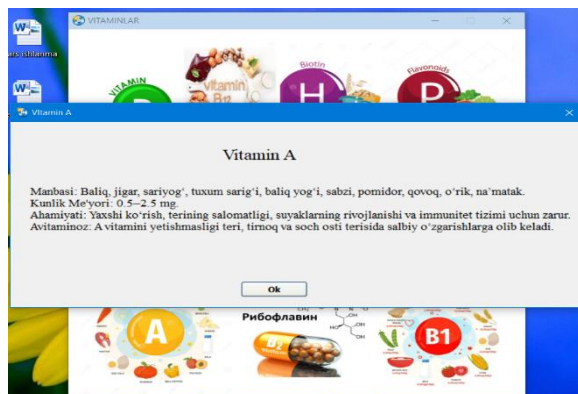 VITAMINLAR
VITAMIN
Vitamin
B12
Biotin
H
Flavonoids
P
Vitamin A
Vitamin A
Manbasi: Baliq, jigar, sariyog‘, tuxum sarig‘i, baliq yog‘i, sabzi, pomidor, qovoq, o‘rik, na’matak.
Kunlik Me'yori: 0.5–2.5 mg.
Ahamiyati: Yaxshi ko‘rish, terining salomatligi, suyaklarning rivojlanishi va immunitet tizimi uchun zarur.
Avitaminoz: A vitamini yetishmasligi teri, tirnoq va soch osti terisida salbiy o‘zgarishlarga olib keladi.
Ok
A
Рибофлавин
B1